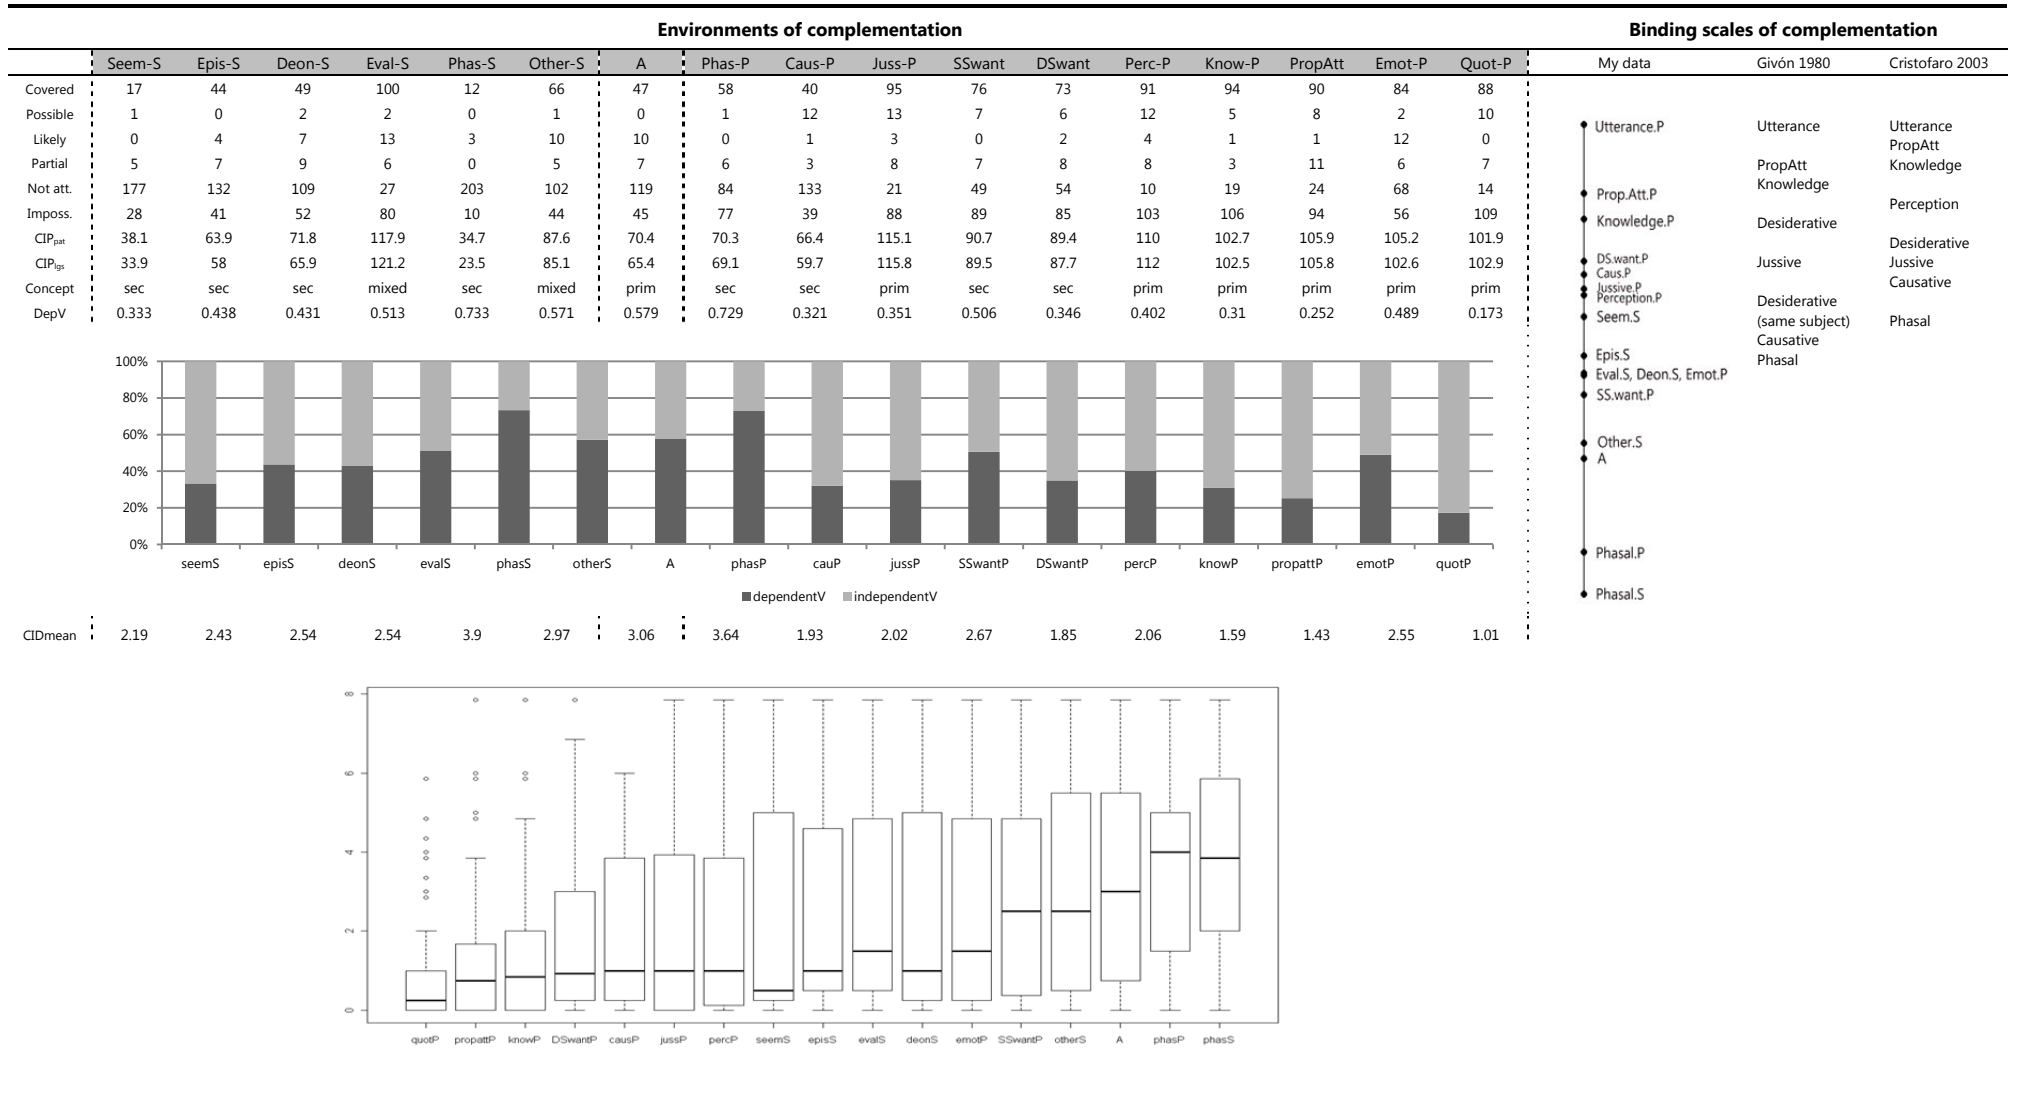 Environments of complementation Binding scales of complementation
Seem-S Epis-S Deon-S Eval-S Phas-S Other-S A Phas-P Caus-P Juss-P SSwant DSwant Perc-P Know-P PropAtt Emot-P Quot-P My data Givón 1980 Cristofaro 2003
Covered 17 44 49 100 12 66 47 58 40 95 76 73 91 94 90 84 88
Possible 1 0 2 2 0 1 0 1 12 13 7 6 12 5 8 2 10
Likely 0 4 7 13 3 10 10 0 1 3 0 2 4 1 1 12 0
Partial 5 7 9 6 0 5 7 6 3 8 7 8 8 3 11 6 7
Not att. 177 132 109 27 203 102 119 84 133 21 49 54 10 19 24 68 14
Imposs. 28 41 52 80 10 44 45 77 39 88 89 85 103 106 94 56 109
CIPpat 38.1 63.9 71.8 117.9 34.7 87.6 70.4 70.3 66.4 115.1 90.7 89.4 110 102.7 105.9 105.2 101.9
CIPlgs 33.9 58 65.9 121.2 23.5 85.1 65.4 69.1 59.7 115.8 89.5 87.7 112 102.5 105.8 102.6 102.9
Concept sec sec sec mixed sec mixed prim sec sec prim sec sec prim prim prim prim prim
DepV 0.333 0.438 0.431 0.513 0.733 0.571 0.579 0.729 0.321 0.351 0.506 0.346 0.402 0.31 0.252 0.489 0.173
Utterance.P Utterance Utterance
PropAtt
PropAtt Knowledge
Knowledge
Prop.Att.P
Perception
Knowledge.P Desiderative
Desiderative
DS.want.P Jussive Jussive
Caus.P Causative
Jussive.P
Perception.P Desiderative
Seem.S (same subject) Phasal
Causative
Epis.S Phasal
Eval.S, Deon.S, Emot.P
SS.want.P
Other.S
A
Phasal.P
Phasal.S
100%
80%
60%
40%
20%
0%
seemS episS deonS evalS phasS otherS A phasP cauP jussP SSwantP DSwantP percP knowP propattP emotP quotP
dependentV independentV
CIDmean 2.19 2.43 2.54 2.54 3.9 2.97 3.06 3.64 1.93 2.02 2.67 1.85 2.06 1.59 1.43 2.55 1.01
8
6
4
2
0
quotP propattP knowP DSwantP causP jussP percP seemS episS evalS deonS emotP SSwantP otherS A phasP phasS